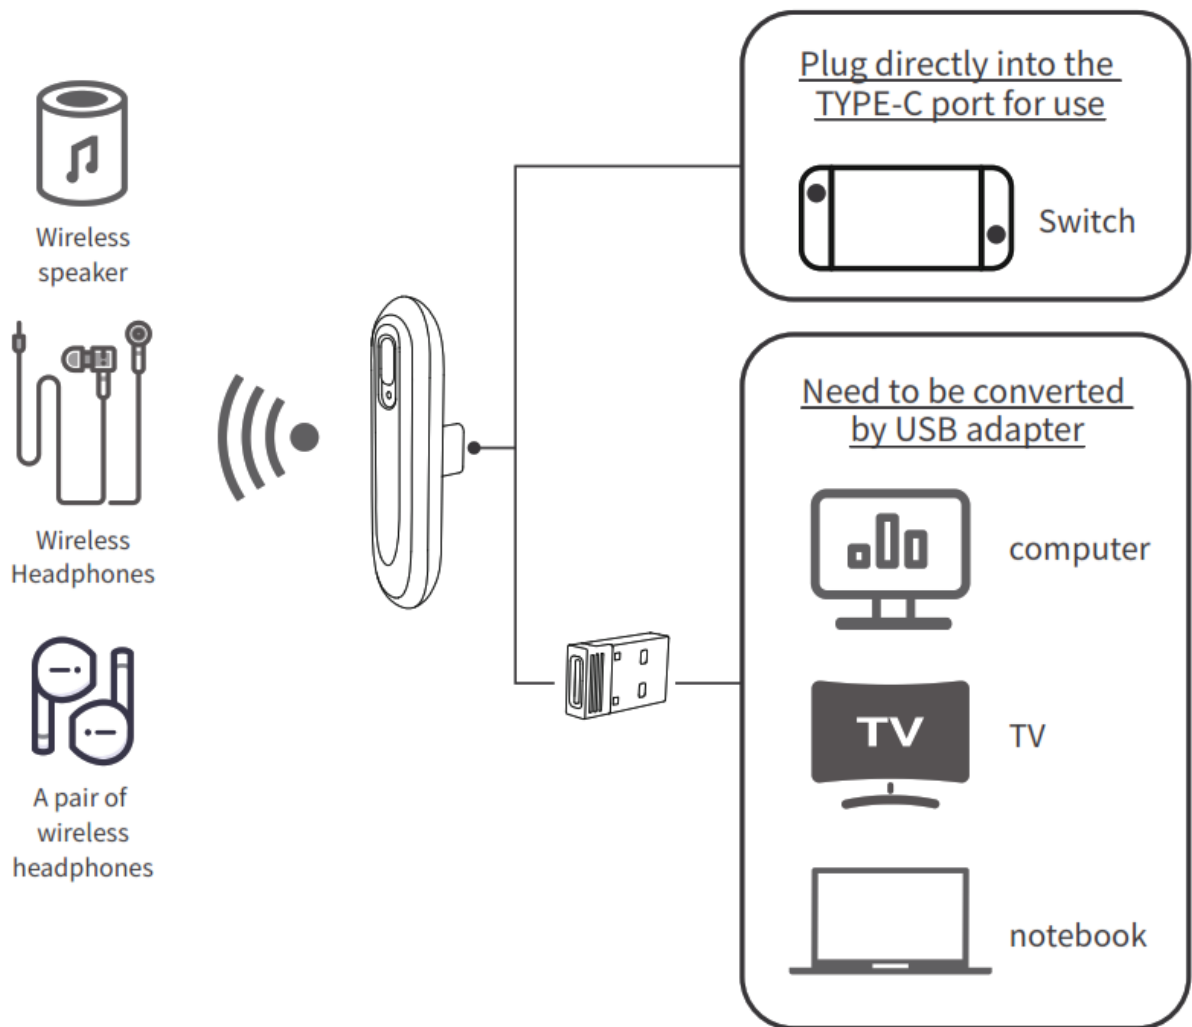 Wireless
speaker
Wireless
Headphones
A pair of
wireless
headphones
Plug directly into the
TYPE-C port for use
Switch
Need to be converted
by USB adapter
computer
TV
TV
notebook